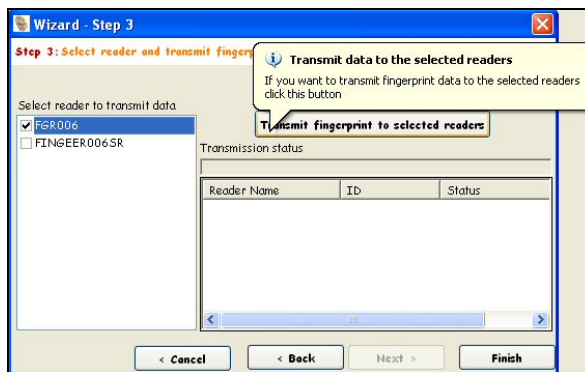 Wizard - Step 3
Step 3: Select reader and transmit fingerp
Transmit data to the selected readers
If you want to transmit fingerprint data to the selected readers
click this button
Select reader to transmit data
FGR006
FINGEER006SR
Transmit fingerprint to selected readers
Transmission status
Reader Name ID Status
< Cancel < Back Next > Finish